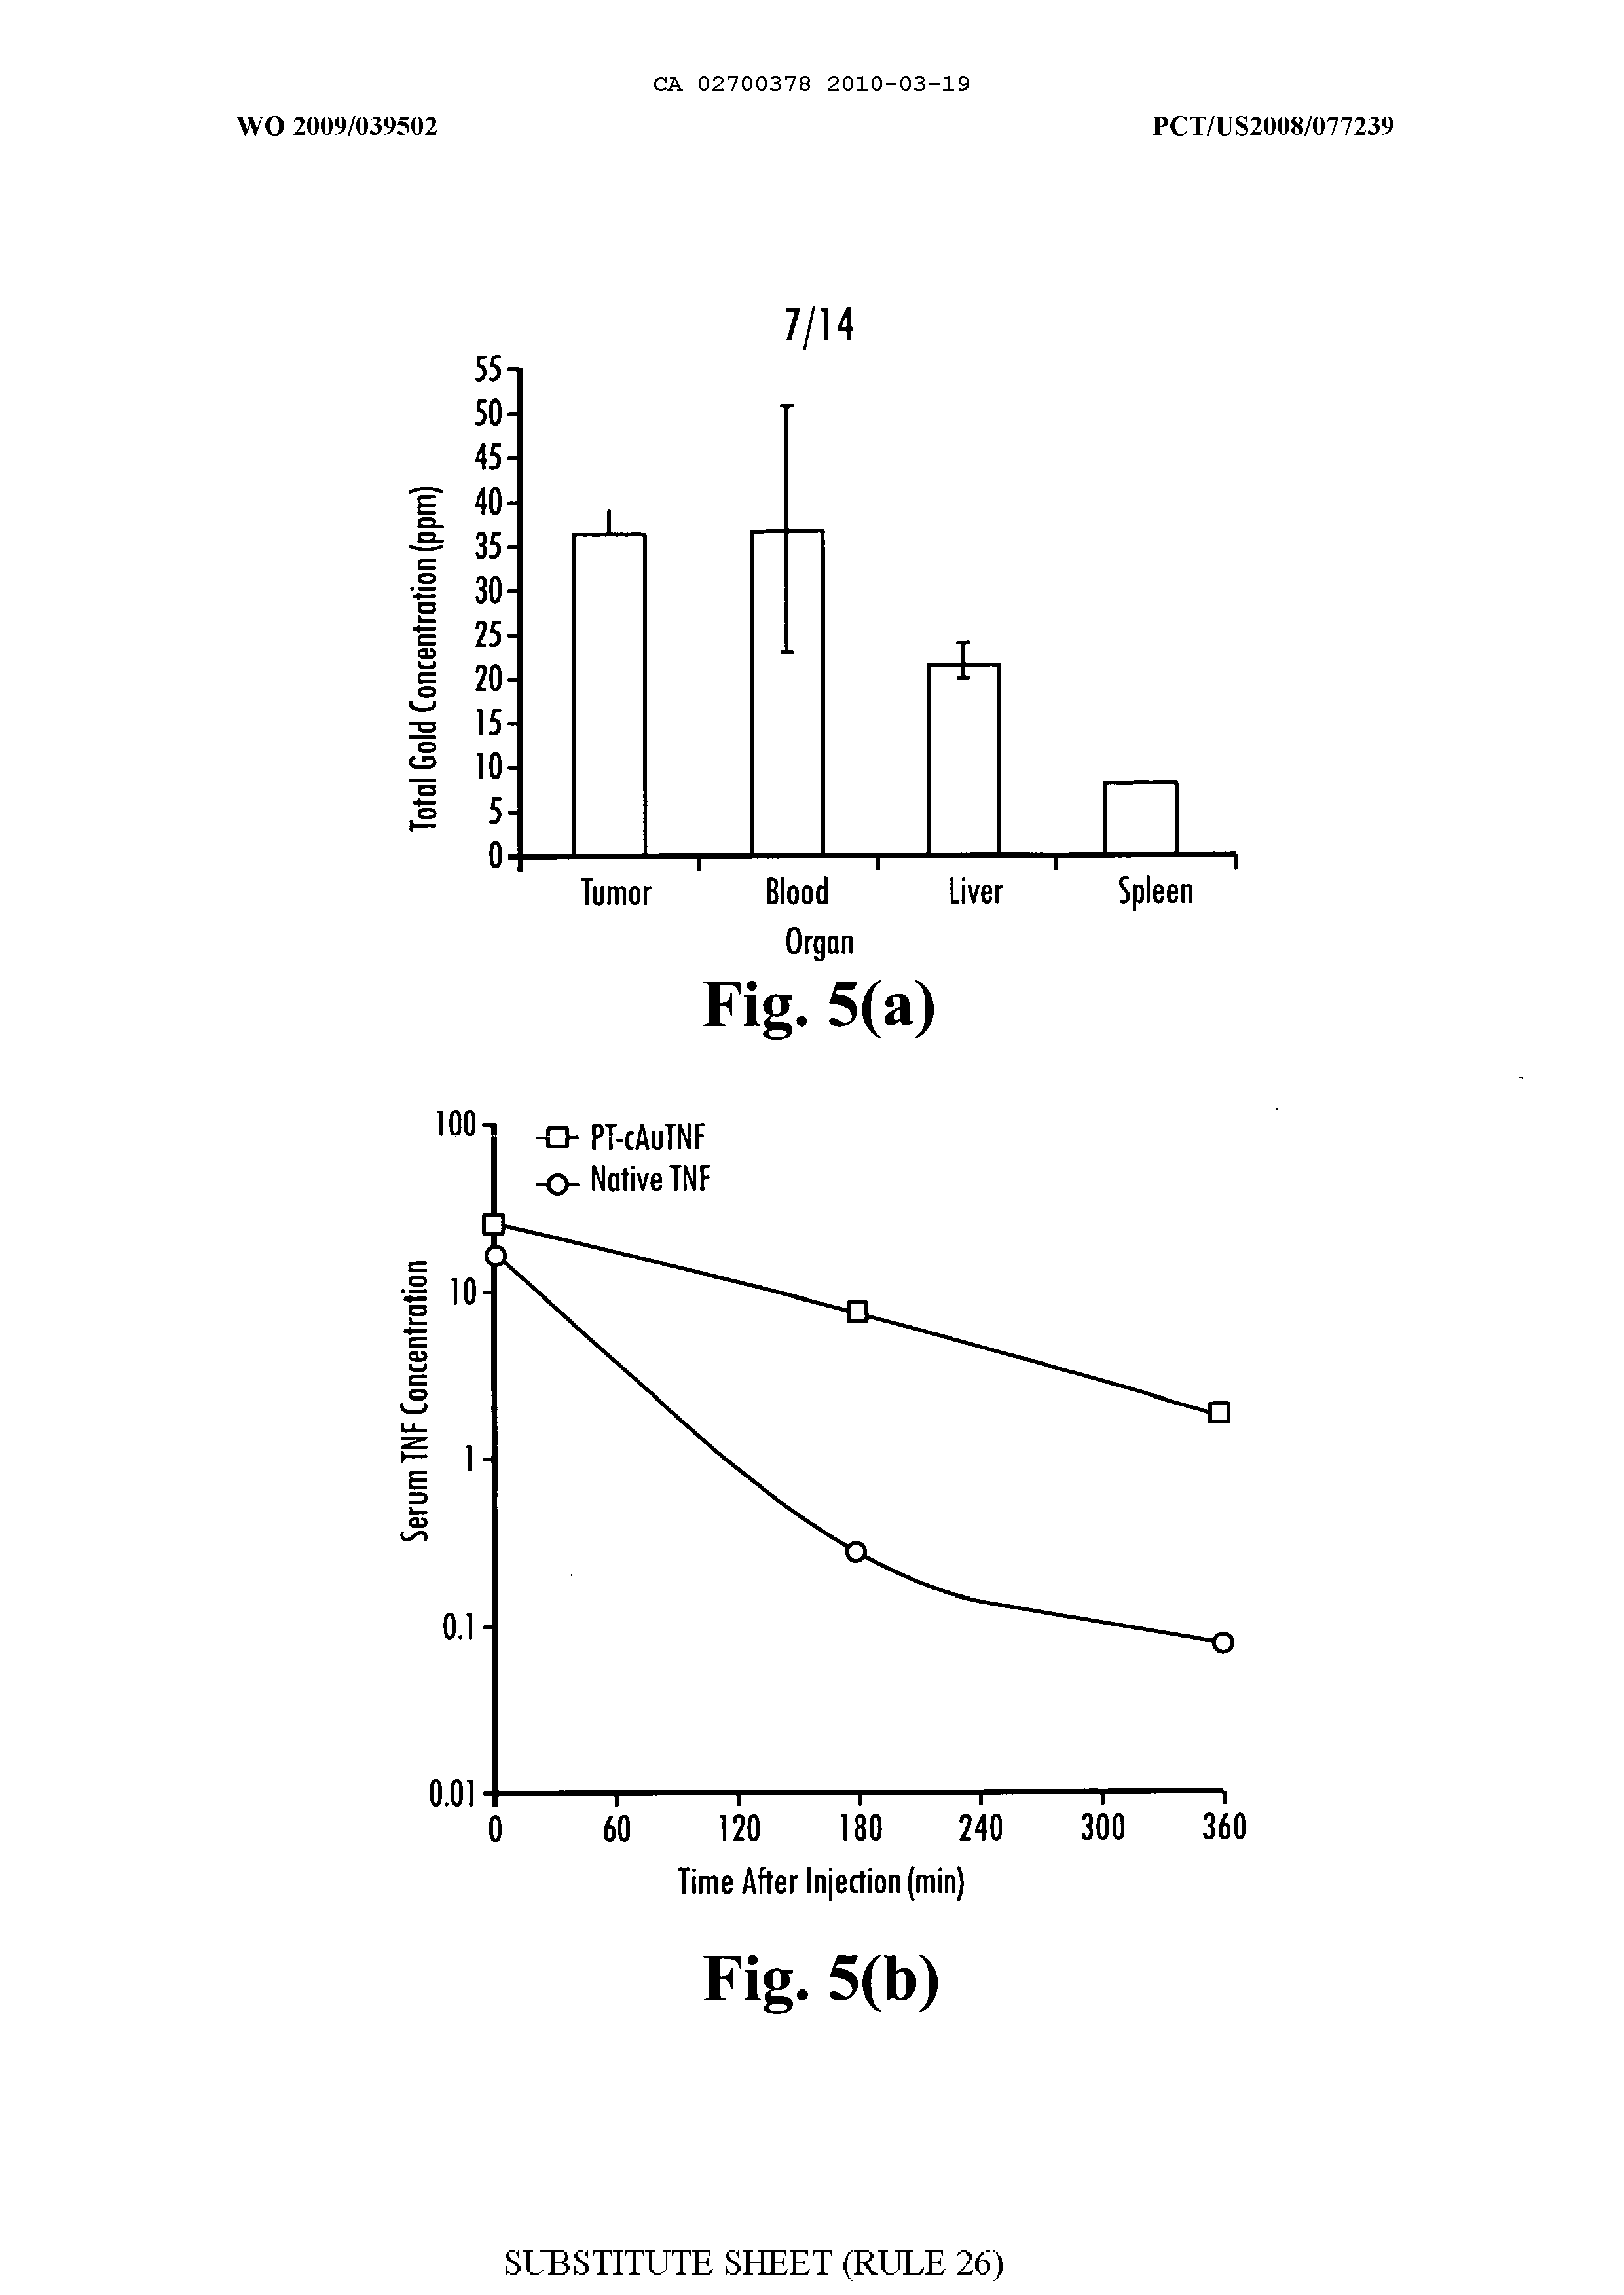 CA 02700378 2010-03-19
WO 2009/039502 PCT/US2008/077239
7/14
Total Gold Concentration (ppm)
55
50
45
40
35
30
25
20
15
10
5
0
Tumor Blood Liver Spleen
Organ
Fig. 5(a)
Serum TNF Concentration
100
10
1
0.1
0.01
PT-cAuTNF
Native TNF
0 60 120 180 240 300 360
Time After Injection (min)
Fig. 5(b)
SUBSTITUTE SHEET (RULE 26)